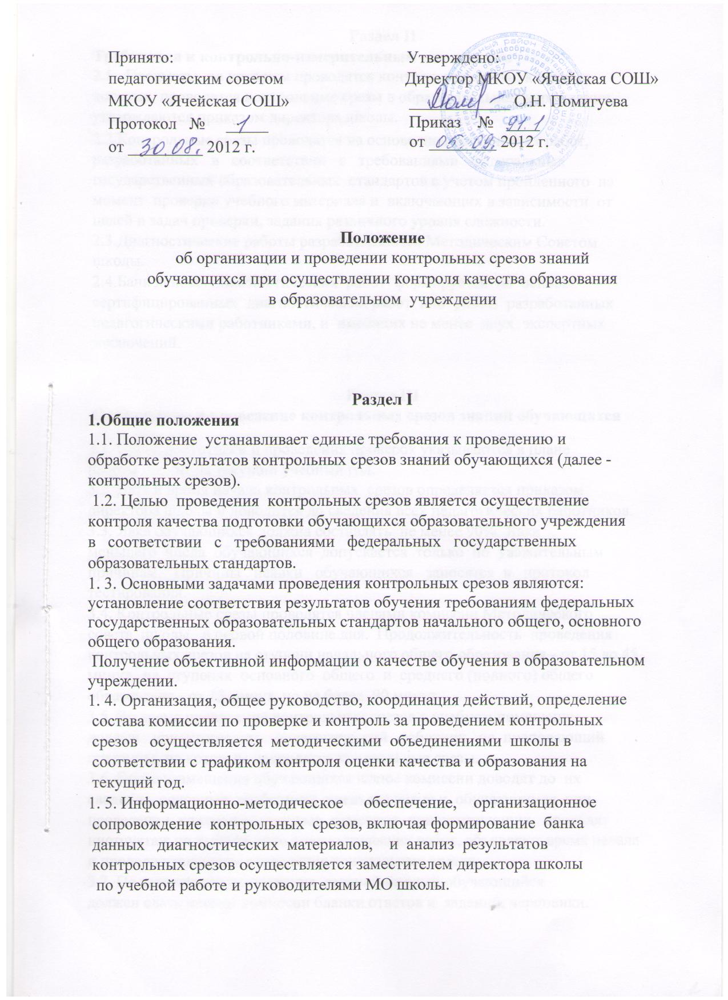 Принято:
педагогическим советом
МКОУ «Ячейская СОШ»
Протокол № 1
от 30.08. 2012 г.
Утверждено:
Директор МКОУ «Ячейская СОШ»
О.Н. Помигуева
Приказ №
от 05.09. 2012 г.
МКОУ
«Ячейская
СОШ»
Положение
об организации и проведении контрольных срезов знаний
обучающихся при осуществлении контроля качества образования
в образовательном учреждении
Раздел I
1.Общие положения
1.1. Положение устанавливает единые требования к проведению и
обработке результатов контрольных срезов знаний обучающихся (далее -
контрольных срезов).
1.2. Целью проведения контрольных срезов является осуществление
контроля качества подготовки обучающихся образовательного учреждения
в соответствии с требованиями федеральных государственных
образовательных стандартов.
1. 3. Основными задачами проведения контрольных срезов являются:
установление соответствия результатов обучения требованиям федеральных
государственных образовательных стандартов начального общего, основного
общего образования.
Получение объективной информации о качестве обучения в образовательном
учреждении.
1. 4. Организация, общее руководство, координация действий, определение
состава комиссии по проверке и контроль за проведением контрольных
срезов осуществляется методическими объединениями школы в
соответствии с графиком контроля оценки качества и образования на
текущий год.
1. 5. Информационно-методическое обеспечение, организационное
сопровождение контрольных срезов, включая формирование банка
данных диагностических материалов, и анализ результатов
контрольных срезов осуществляется заместителем директора школы
по учебной работе и руководителями МО школы.